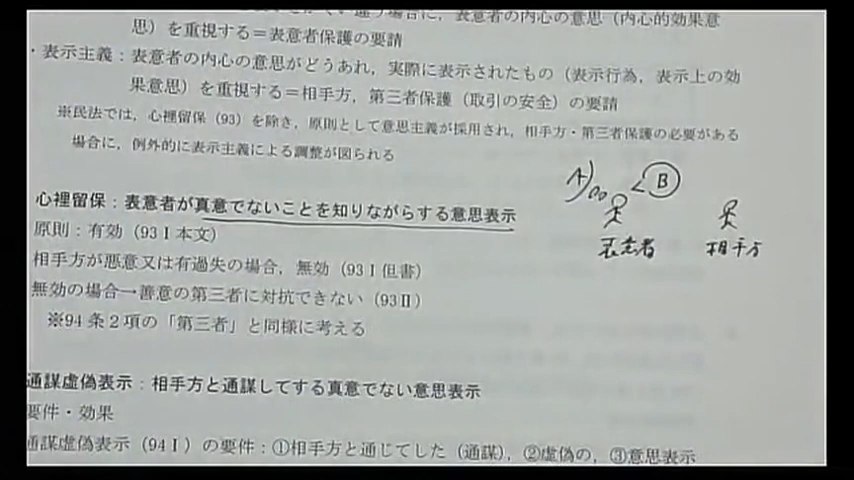 表意者の内心の意思（内心的効果意
思）を重視する＝表意者保護の要請
・表示主義：表意者の内心の意思がどうあれ，実際に表示されたもの（表示行為，表示上の効
果意思）を重視する＝相手方，第三者保護（取引の安全）の要請
※民法では，心裡留保（93）を除き，原則として意思主義が採用され，相手方・第三者保護の必要がある
場合に，例外的に表示主義による調整が図られる
心裡留保：表意者が真意でないことを知りながらする意思表示
原則：有効（93Ⅰ本文）
相手方が悪意又は有過失の場合，無効（93Ⅰ但書）
無効の場合→善意の第三者に対抗できない（93Ⅱ）
※94条2項の「第三者」と同様に考える
A
B
表意者
相手方
通謀虚偽表示：相手方と通謀してする真意でない意思表示
要件・効果
通謀虚偽表示（94Ⅰ）の要件：①相手方と通じてした（通謀），②虚偽の，③意思表示